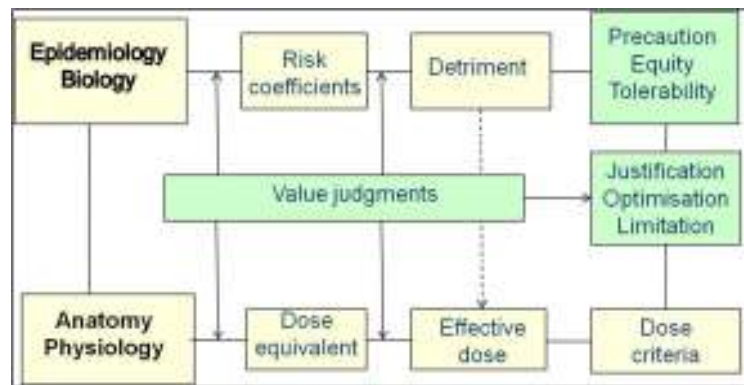 Epidemiology
Biology
Risk
coefficients
Detriment
Precaution
Equity
Tolerability
Value judgments
Justification
Optimisation
Limitation
Anatomy
Physiology
Dose
equivalent
Effective
dose
Dose
criteria